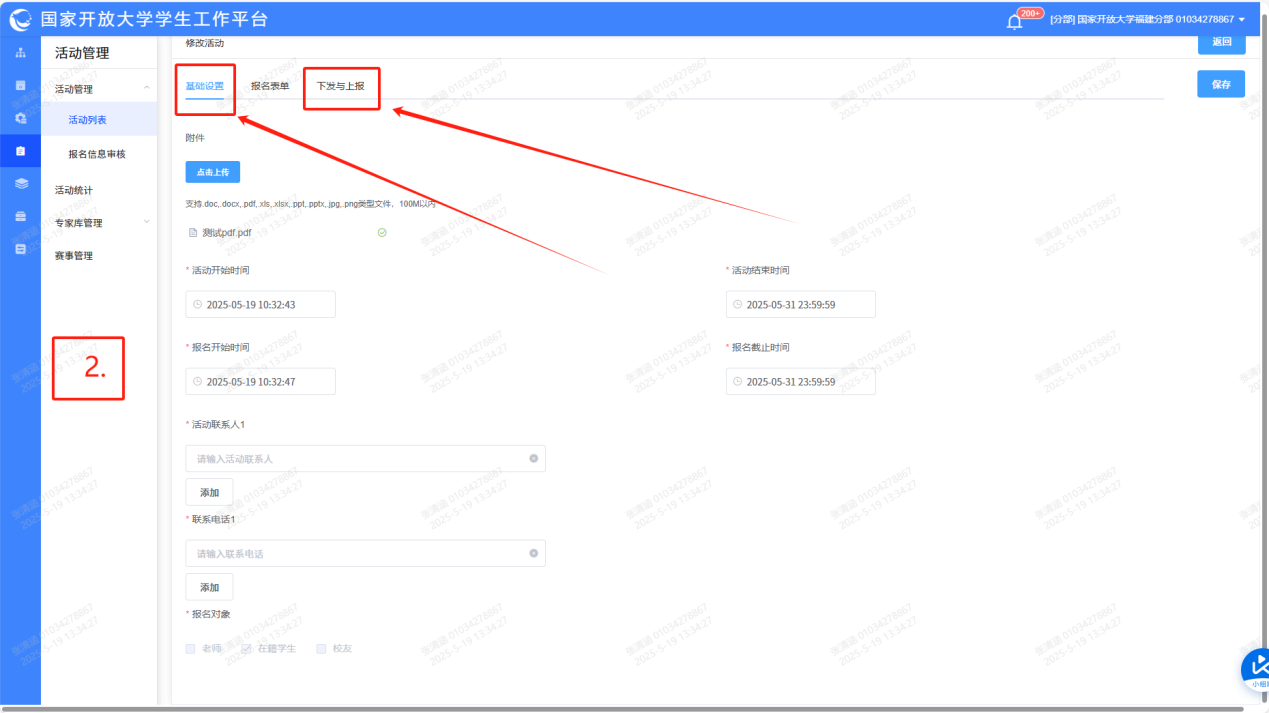 国家开放大学学生工作平台
200+
[分部] 国家开放大学福建分部 01034278867
活动管理
修改活动
返回
基础设置
报名表单
下发与上报
保存
活动管理
活动列表
报名信息审核
活动统计
专家库管理
赛事管理
2.
附件
点击上传
支持.doc,.docx,.pdf,.xls,.xlsx,.ppt,.pptx,.jpg,.png类型文件，100M以内
测试pdf.pdf
* 活动开始时间
* 活动结束时间
2025-05-19 10:32:43
2025-05-31 23:59:59
* 报名开始时间
* 报名截止时间
2025-05-19 10:32:47
2025-05-31 23:59:59
* 活动联系人1
请输入活动联系人
添加
* 联系电话1
请输入联系电话
添加
* 报名对象
老师
在籍学生
校友
01034278867
2025-5-19 13:34:27